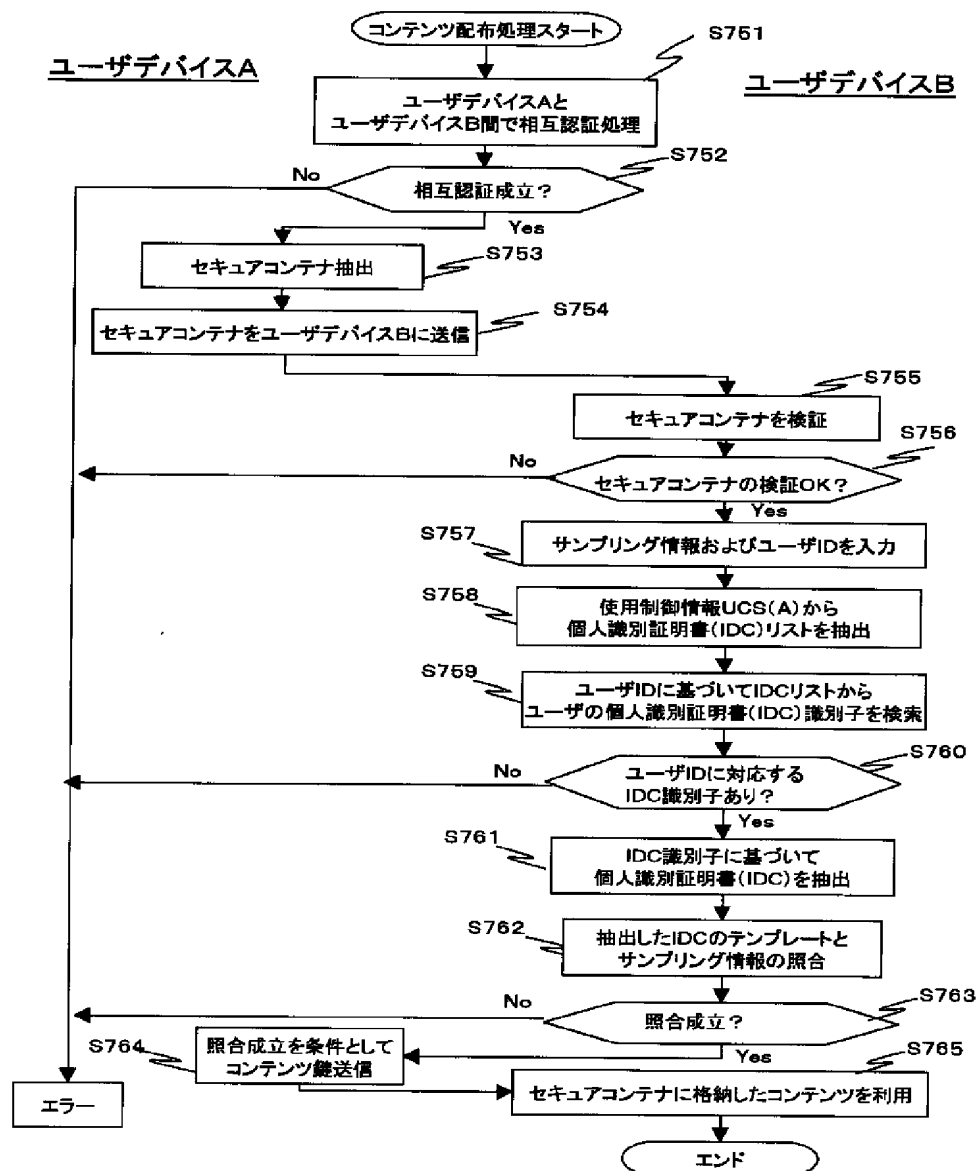 コンテンツ配布処理スタート
S751
ユーザデバイスA
ユーザデバイスB
ユーザデバイスAと
ユーザデバイスB間で相互認証処理
S752
No
相互認証成立？
Yes
セキュアコンテナ抽出
S753
セキュアコンテナをユーザデバイスBに送信
S754
S755
セキュアコンテナを検証
S756
No
セキュアコンテナの検証OK？
Yes
S757
サンプリング情報およびユーザIDを入力
S758
使用制御情報UCS(A)から
個人識別証明書(IDC)リストを抽出
S759
ユーザIDに基づいてIDCリストから
ユーザの個人識別証明書(IDC)識別子を検索
S760
No
ユーザIDに対応する
IDC識別子あり？
Yes
S761
IDC識別子に基づいて
個人識別証明書(IDC)を抽出
S762
抽出したIDCのテンプレートと
サンプリング情報の照合
No
S763
照合成立？
Yes
S764
照合成立を条件として
コンテンツ鍵送信
S765
セキュアコンテナに格納したコンテンツを利用
エラー
エンド